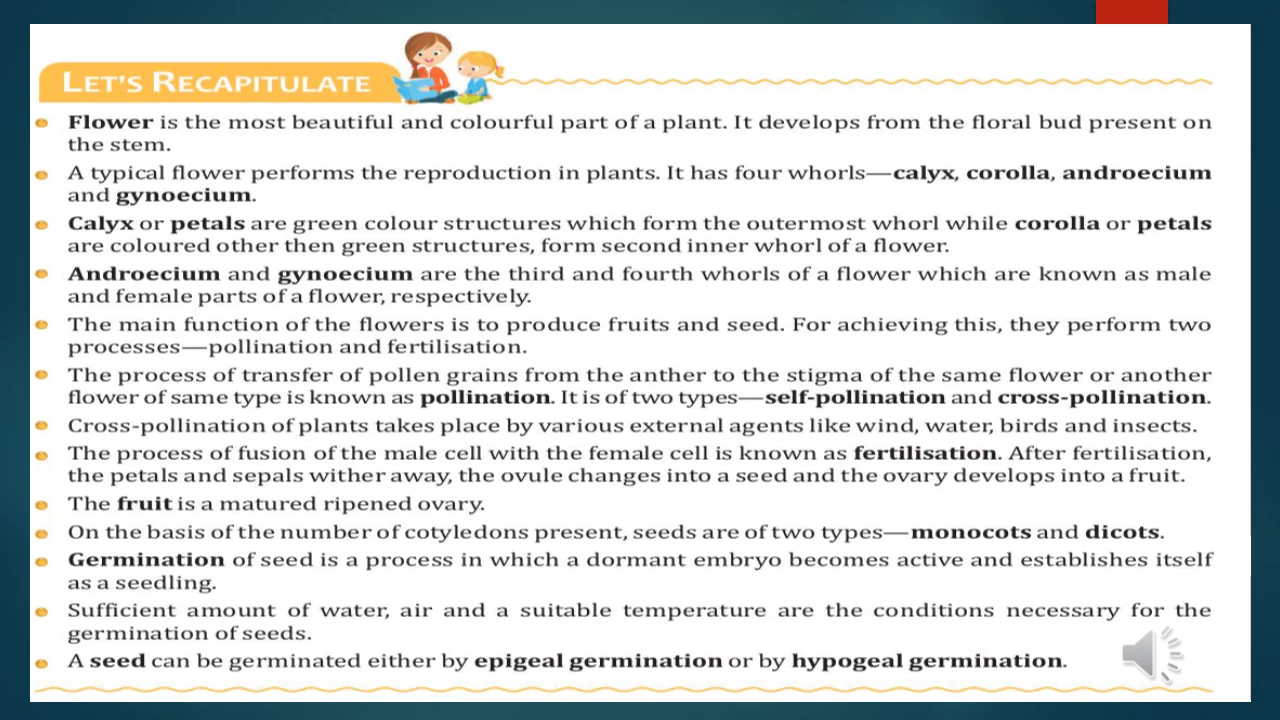 LET'S RECAPITULATE
Flower is the most beautiful and colourful part of a plant. It develops from the floral bud present on
the stem.
A typical flower performs the reproduction in plants. It has four whorls—calyx, corolla, androecium
and gynoecium.
Calyx or petals are green colour structures which form the outermost whorl while corolla or petals
are coloured other then green structures, form second inner whorl of a flower.
Androecium and gynoecium are the third and fourth whorls of a flower which are known as male
and female parts of a flower, respectively.
The main function of the flowers is to produce fruits and seed. For achieving this, they perform two
processes—pollination and fertilisation.
The process of transfer of pollen grains from the anther to the stigma of the same flower or another
flower of same type is known as pollination. It is of two types—self-pollination and cross-pollination.
Cross-pollination of plants takes place by various external agents like wind, water, birds and insects.
The process of fusion of the male cell with the female cell is known as fertilisation. After fertilisation,
the petals and sepals wither away, the ovule changes into a seed and the ovary develops into a fruit.
The fruit is a matured ripened ovary.
On the basis of the number of cotyledons present, seeds are of two types—monocots and dicots.
Germination of seed is a process in which a dormant embryo becomes active and establishes itself
as a seedling.
Sufficient amount of water, air and a suitable temperature are the conditions necessary for the
germination of seeds.
A seed can be germinated either by epigeal germination or by hypogeal germination.